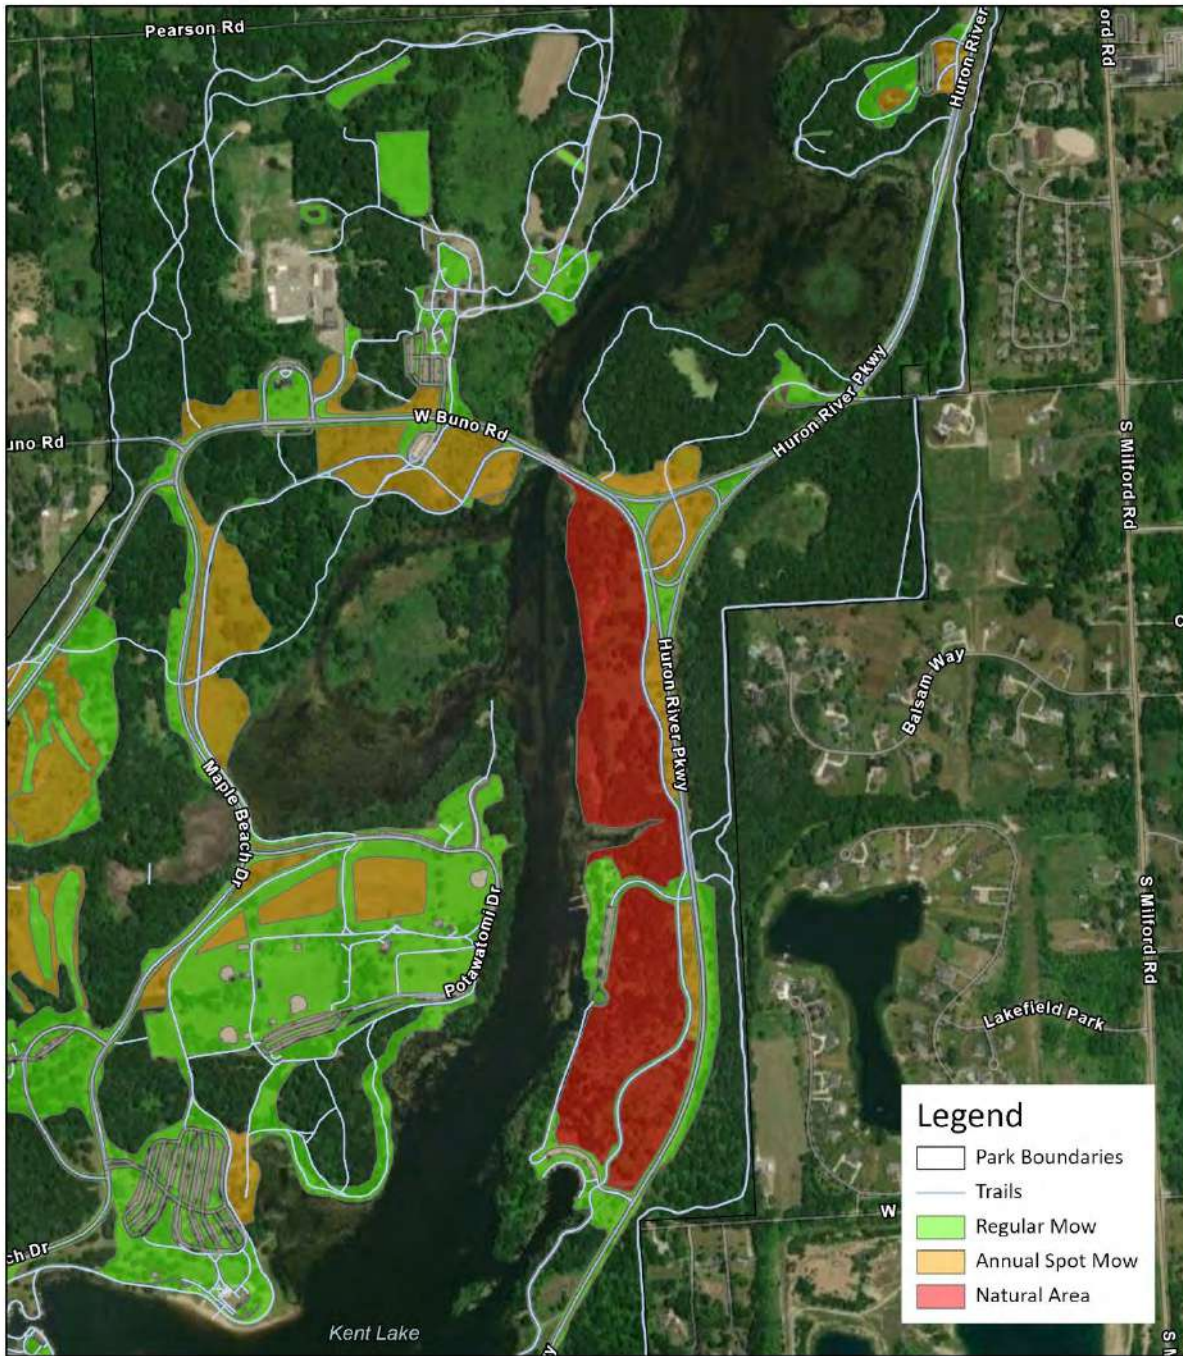 Pearson Rd
Huron River
ord Rd
Huron River Pkwy
W Buno Rd
uno Rd
S Milford Rd
Balsam Way
Huron River Pkwy
Maple Beach Dr
Potawatomi Dr
S Milford Rd
Lakefield Park
Legend
Park Boundaries
Trails
Regular Mow
Annual Spot Mow
Natural Area
W
ch Dr
Kent Lake
y
S M